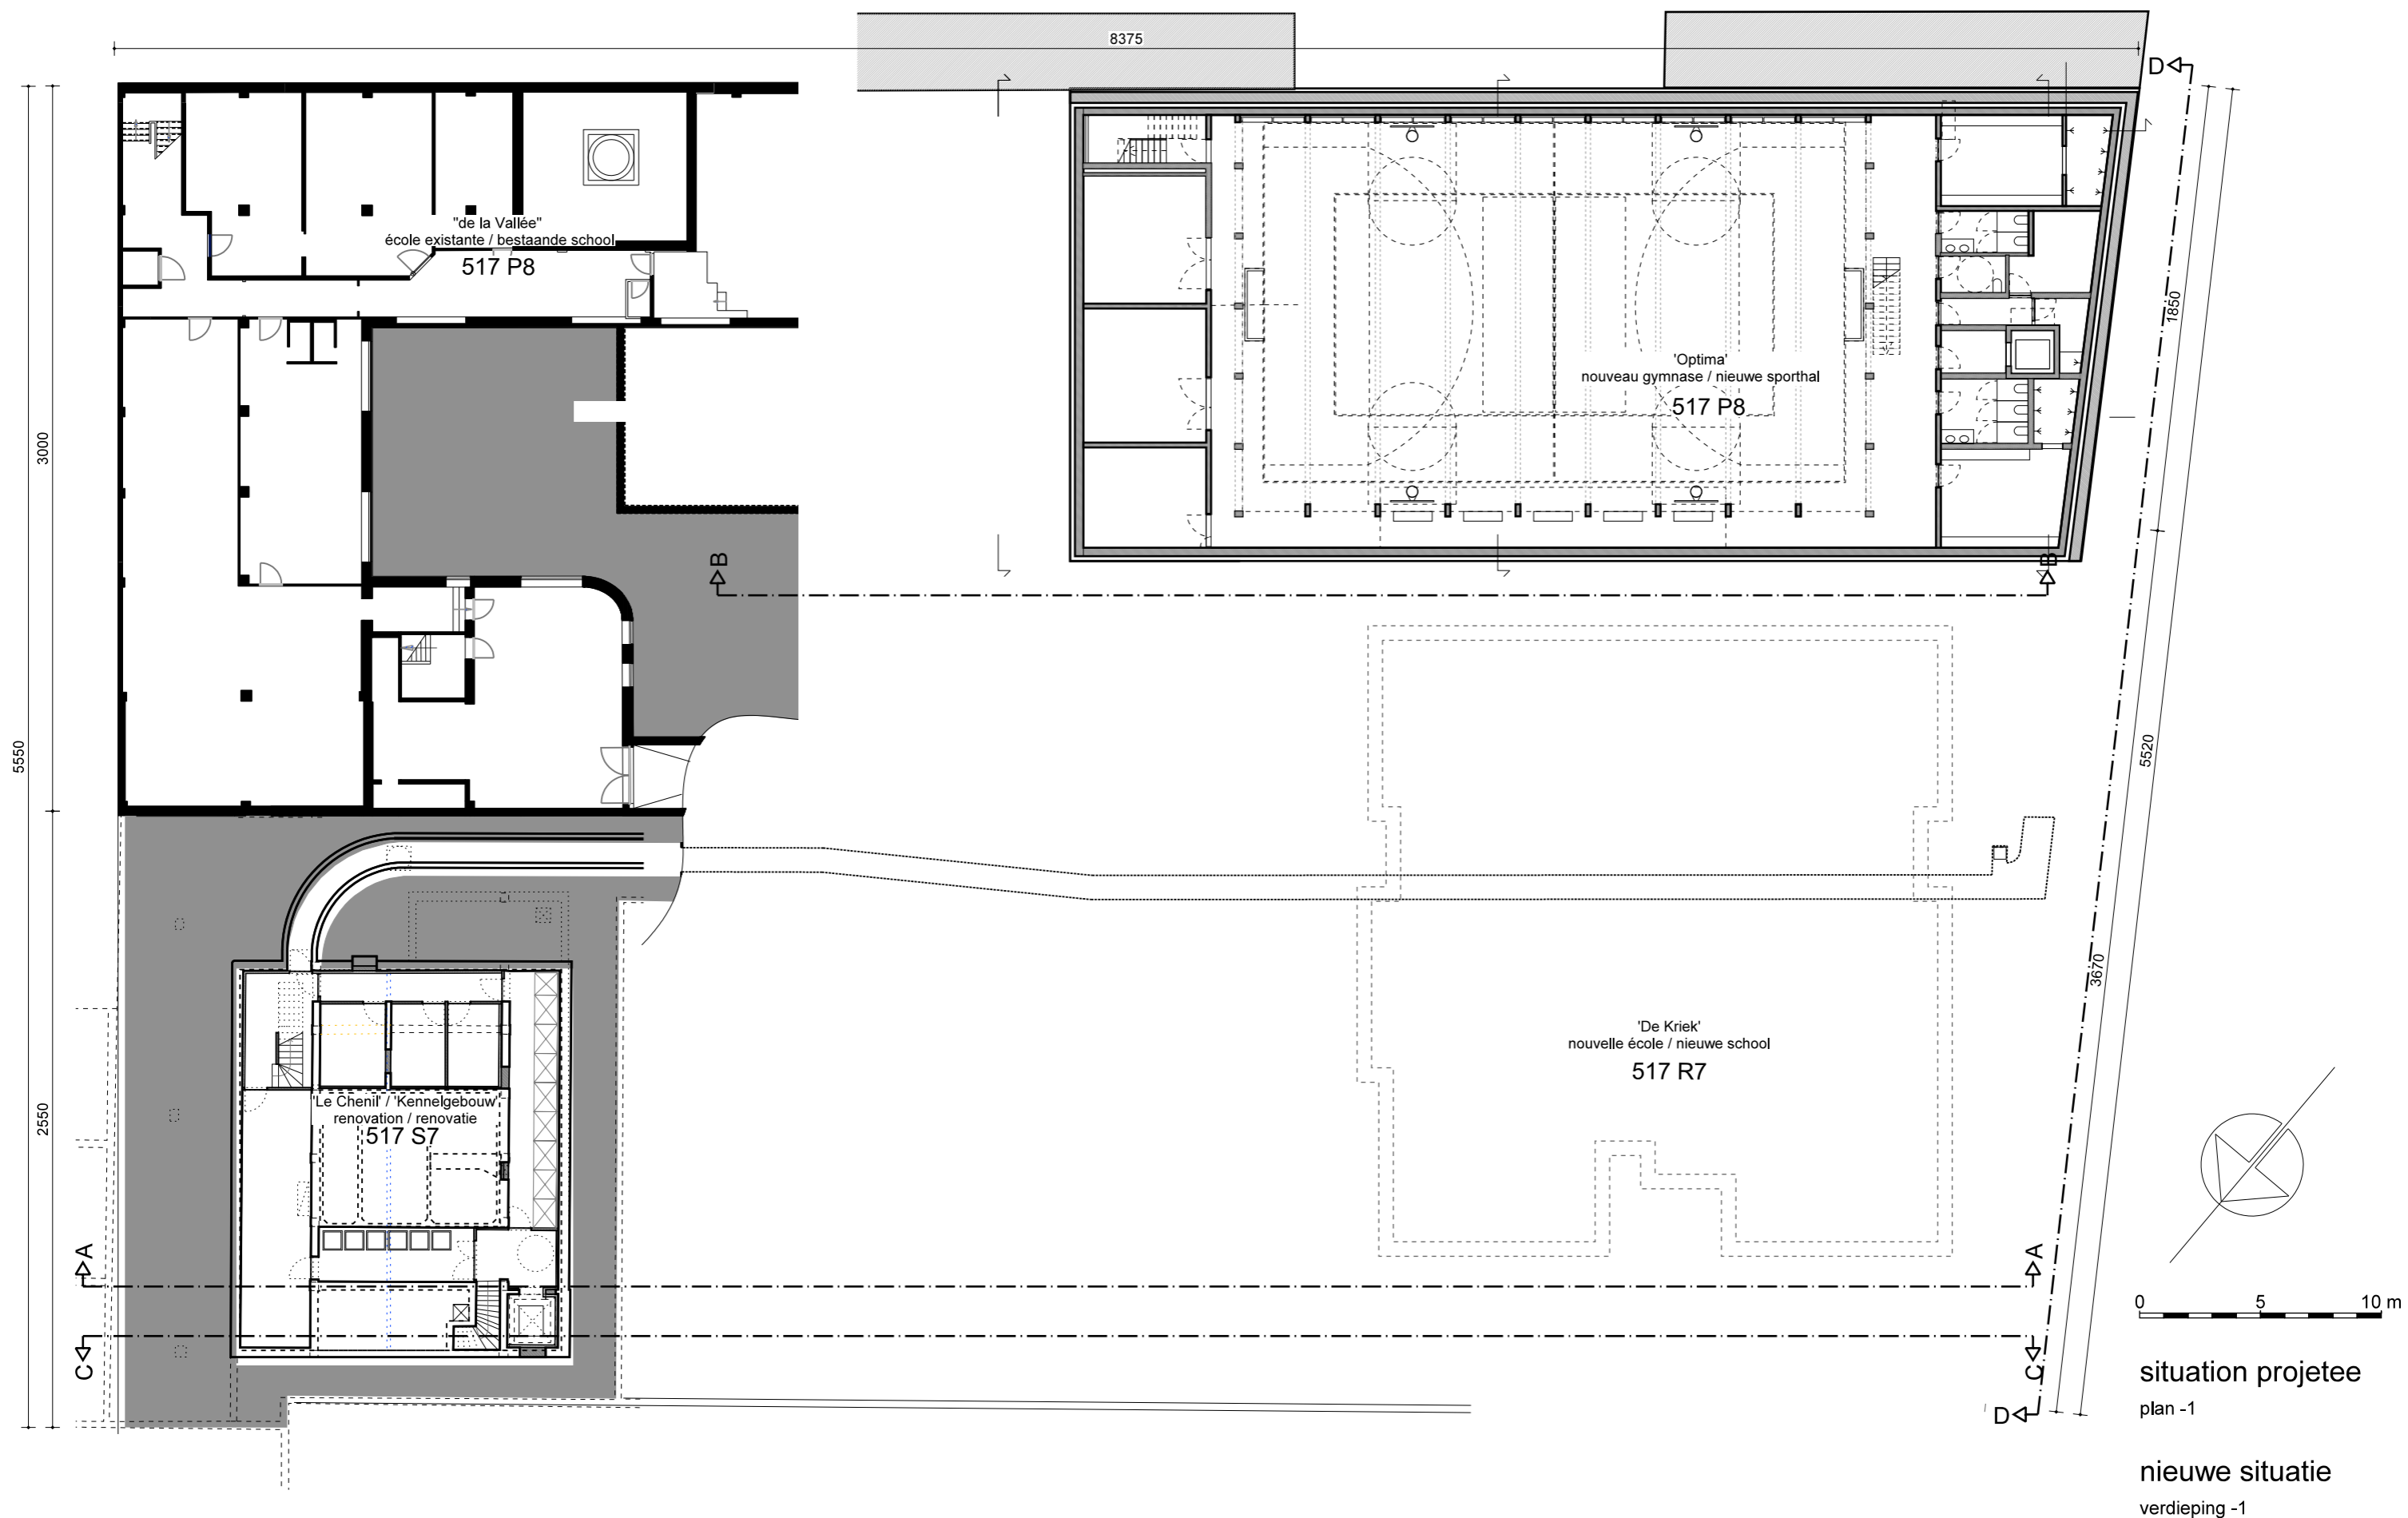 8375
D
"de la Vallée"
école existante / bestaande school
517 P8
1850
'Optima'
nouveau gymnase / nieuwe sporthal
517 P8
3000
B
B
5550
5520
3670
'De Kriek'
nouvelle école / nieuwe school
517 R7
'Le Chenil' / 'Kennelgebouw'
renovation / renovatie
517 S7
2550
A
A
0 5 10 m
C
C
situation projetee
D
plan -1
nieuwe situatie
verdieping -1